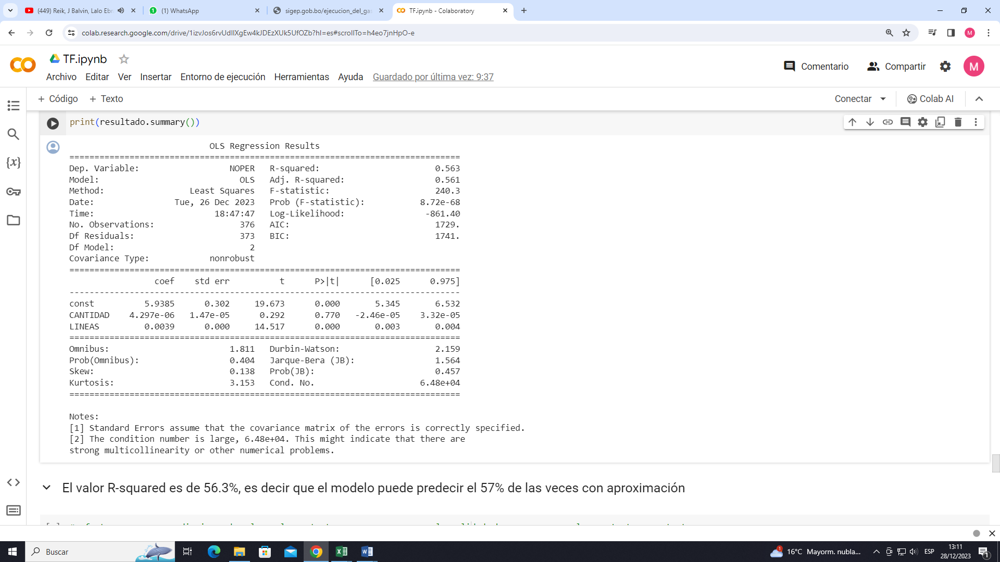 (449) Reik, J Balvin, Lalo Ebr
(1) WhatsApp
sigep.gob.bo/ejecucion_del_gas
TF.ipynb - Colaboratory
colab.research.google.com/drive/1izvJos6rvUdIlXgEw4kJDEzXUk5UfOZb?hl=es#scrollTo=h4eo7jnHpO-e
M
TF.ipynb
Archivo Editar Ver Insertar Entorno de ejecución Herramientas Ayuda Guardado por última vez: 9:37
Comentario Compartir M
+ Código + Texto
Conectar Colab AI
print(resultado.summary())
OLS Regression Results
==============================================================================
Dep. Variable: NOPER R-squared: 0.563
Model: OLS Adj. R-squared: 0.561
Method: Least Squares F-statistic: 240.3
Date: Tue, 26 Dec 2023 Prob (F-statistic): 8.72e-68
Time: 18:47:47 Log-Likelihood: -861.40
No. Observations: 376 AIC: 1729.
Df Residuals: 373 BIC: 1741.
Df Model: 2
Covariance Type: nonrobust
==============================================================================
coef std err t P>|t| [0.025 0.975]
------------------------------------------------------------------------------
const 5.9385 0.302 19.673 0.000 5.345 6.532
CANTIDAD 4.297e-06 1.47e-05 0.292 0.770 -2.46e-05 3.32e-05
LINEAS 0.0039 0.000 14.517 0.000 0.003 0.004
==============================================================================
Omnibus: 1.811 Durbin-Watson: 2.159
Prob(Omnibus): 0.404 Jarque-Bera (JB): 1.564
Skew: 0.138 Prob(JB): 0.457
Kurtosis: 3.153 Cond. No. 6.48e+04
==============================================================================
Notes:
[1] Standard Errors assume that the covariance matrix of the errors is correctly specified.
[2] The condition number is large, 6.48e+04. This might indicate that there are
strong multicollinearity or other numerical problems.
El valor R-squared es de 56.3%, es decir que el modelo puede predecir el 57% de las veces con aproximación
Buscar
16°C Mayorm. nubla...
ESP
13:11
28/12/2023